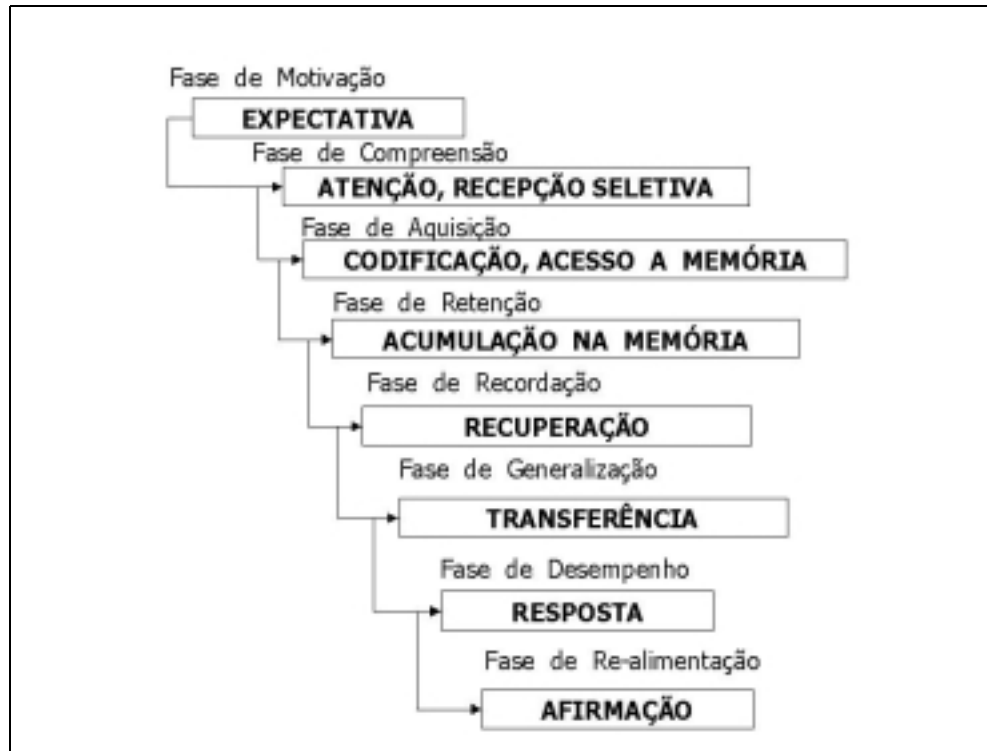 Fase de Motivação
EXPECTATIVA
Fase de Compreensão
ATENÇÃO, RECEPÇÃO SELETIVA
Fase de Aquisição
CODIFICAÇÃO, ACESSO A MEMÓRIA
Fase de Retenção
ACUMULAÇÃO NA MEMÓRIA
Fase de Recordação
RECUPERAÇÃO
Fase de Generalização
TRANSFERÊNCIA
Fase de Desempenho
RESPOSTA
Fase de Re-alimentação
AFIRMAÇÃO